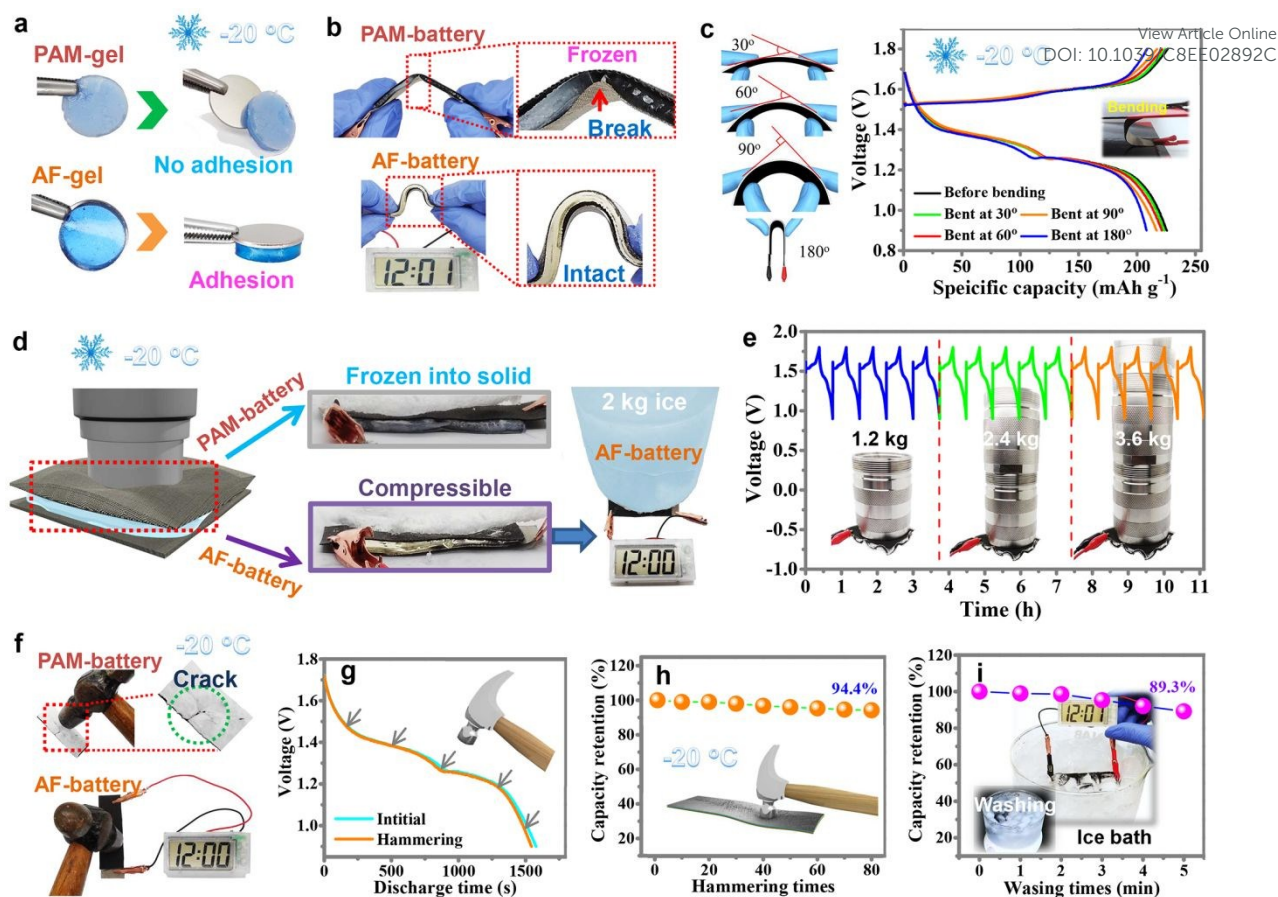 View Article Online
DOI: 10.1039/C8EE02892C
a
-20 °C
PAM-gel
No adhesion
AF-gel
Adhesion
b
PAM-battery
Frozen
Break
AF-battery
12:01
Intact
c
30°
60°
90°
180°
-20 °C
Bending
Voltage (V)
1.8
1.6
1.4
1.2
1.0
0.8
Before bending
Bent at 30°
Bent at 90°
Bent at 60°
Bent at 180°
0 50 100 150 200 250
Speicific capacity (mAh g-1)
d
-20 °C
PAM-battery
AF-battery
Frozen into solid
Compressible
2 kg ice
AF-battery
12:00
e
Voltage (V)
2.0
1.5
1.0
0.5
0.0
-0.5
-1.0
1.2 kg
2.4 kg
3.6 kg
0 1 2 3 4 5 6 7 8 9 10 11
Time (h)
f
-20 °C
PAM-battery
Crack
AF-battery
12:00
g
Voltage (V)
1.8
1.6
1.4
1.2
1.0
Intitial
Hammering
0 500 1000 1500
Discharge time (s)
h
Capacity retention (%)
120
100
80
60
40
20
94.4%
-20 °C
0 20 40 60 80
Hammering times
i
Capacity retention (%)
120
100
80
60
40
20
89.3%
12:01
Washing
Ice bath
0 1 2 3 4 5
Wasing times (min)